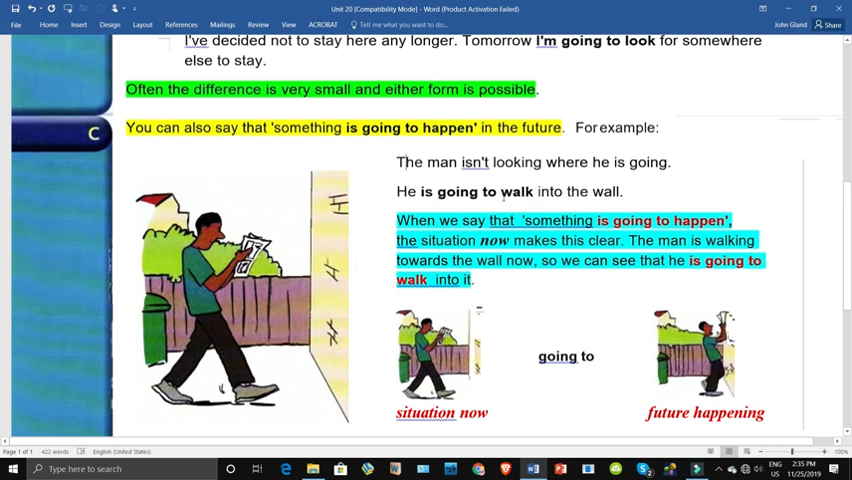 Unit 20 [Compatibility Mode] - Word (Product Activation Failed)
John Gland
File Home Insert Design Layout References Mailings Review View ACROBAT Tell me what you want to do... Share
I've decided not to stay here any longer. Tomorrow I'm going to look for somewhere
else to stay.
Often the difference is very small and either form is possible.
C
You can also say that 'something is going to happen' in the future. For example:
The man isn't looking where he is going.
He is going to walk into the wall.
When we say that 'something is going to happen',
the situation now makes this clear. The man is walking
towards the wall now, so we can see that he is going to
walk into it.
going to
situation now
future happening
Page 1 of 1 422 words English (United States) 100%
Type here to search
ENG 2:35 PM
US 11/25/2019